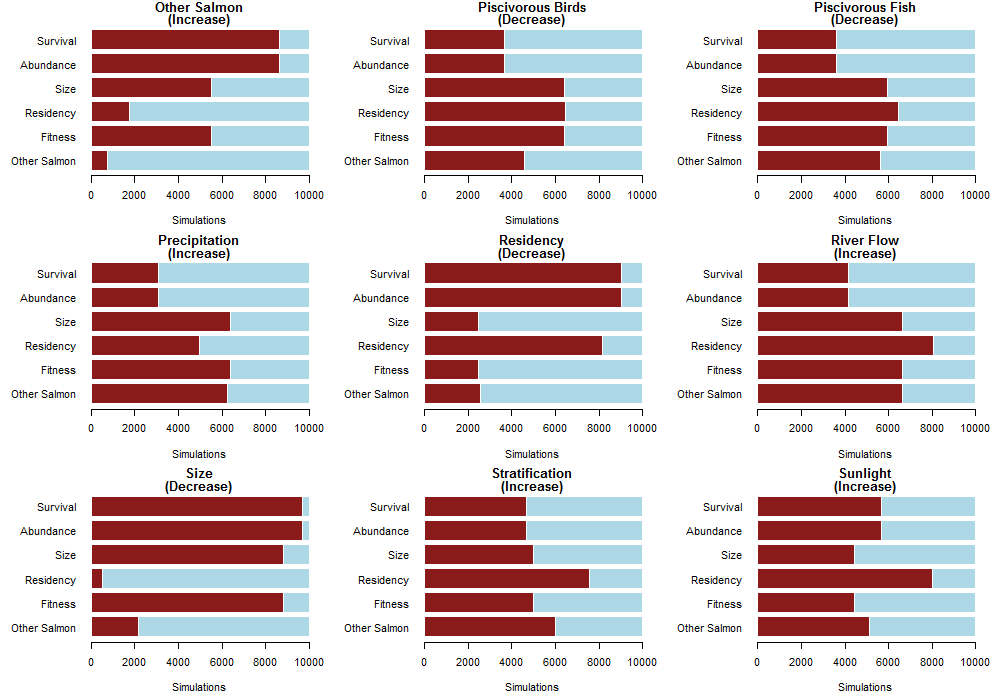 Other Salmon
(Increase)
Survival
Abundance
Size
Residency
Fitness
Other Salmon
0 2000 4000 6000 8000 10000
Simulations
Piscivorous Birds
(Decrease)
Survival
Abundance
Size
Residency
Fitness
Other Salmon
0 2000 4000 6000 8000 10000
Simulations
Piscivorous Fish
(Decrease)
Survival
Abundance
Size
Residency
Fitness
Other Salmon
0 2000 4000 6000 8000 10000
Simulations
Precipitation
(Increase)
Survival
Abundance
Size
Residency
Fitness
Other Salmon
0 2000 4000 6000 8000 10000
Simulations
Residency
(Decrease)
Survival
Abundance
Size
Residency
Fitness
Other Salmon
0 2000 4000 6000 8000 10000
Simulations
River Flow
(Increase)
Survival
Abundance
Size
Residency
Fitness
Other Salmon
0 2000 4000 6000 8000 10000
Simulations
Size
(Decrease)
Survival
Abundance
Size
Residency
Fitness
Other Salmon
0 2000 4000 6000 8000 10000
Simulations
Stratification
(Increase)
Survival
Abundance
Size
Residency
Fitness
Other Salmon
0 2000 4000 6000 8000 10000
Simulations
Sunlight
(Increase)
Survival
Abundance
Size
Residency
Fitness
Other Salmon
0 2000 4000 6000 8000 10000
Simulations